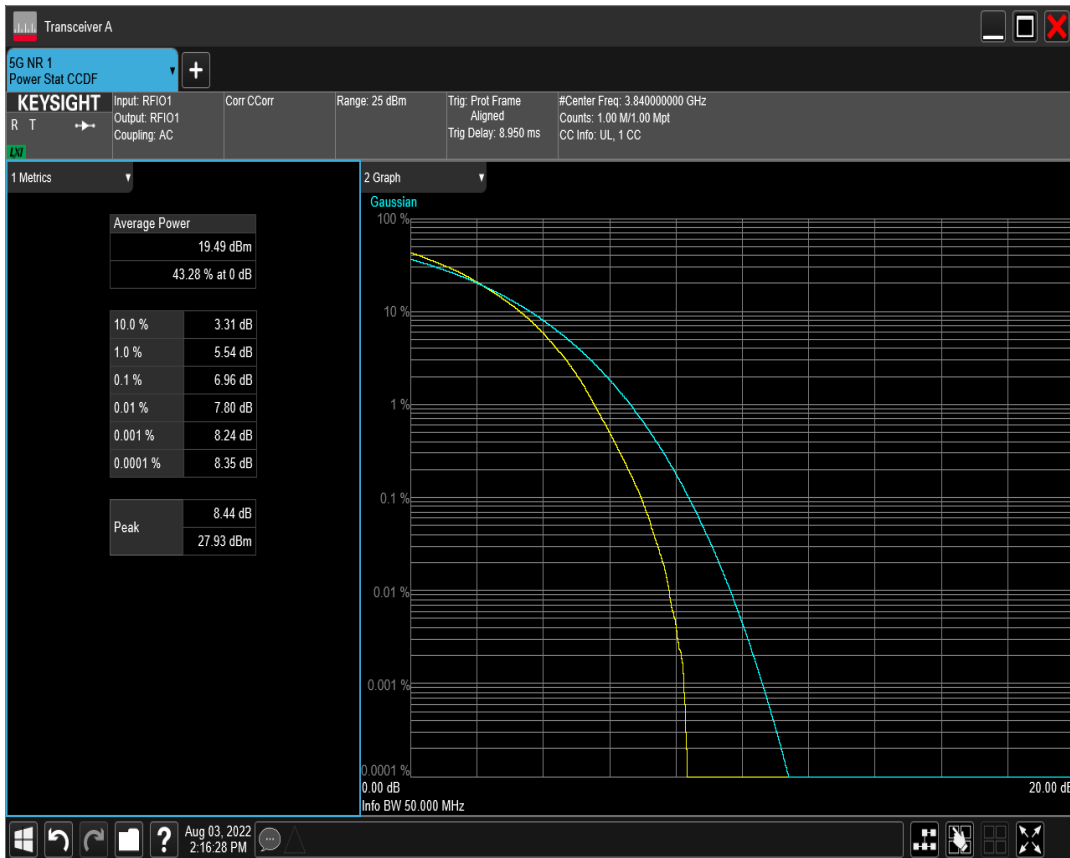 Transceiver A
5G NR 1
Power Stat CCDF
KEYSIGHT
R T
LXI
Input: RFIO1
Output: RFIO1
Coupling: AC
Corr CCorr
Range: 25 dBm
Trig: Prot Frame
Aligned
Trig Delay: 8.950 ms
#Center Freq: 3.840000000 GHz
Counts: 1.00 M/1.00 Mpt
CC Info: UL, 1 CC
1 Metrics
Average Power
19.49 dBm
43.28 % at 0 dB
10.0 % 3.31 dB
1.0 % 5.54 dB
0.1 % 6.96 dB
0.01 % 7.80 dB
0.001 % 8.24 dB
0.0001 % 8.35 dB
Peak
8.44 dB
27.93 dBm
2 Graph
Gaussian
100 %
10 %
1 %
0.1 %
0.01 %
0.001 %
0.0001 %
0.00 dB
20.00 dB
Info BW 50.000 MHz
?
Aug 03, 2022
2:16:28 PM